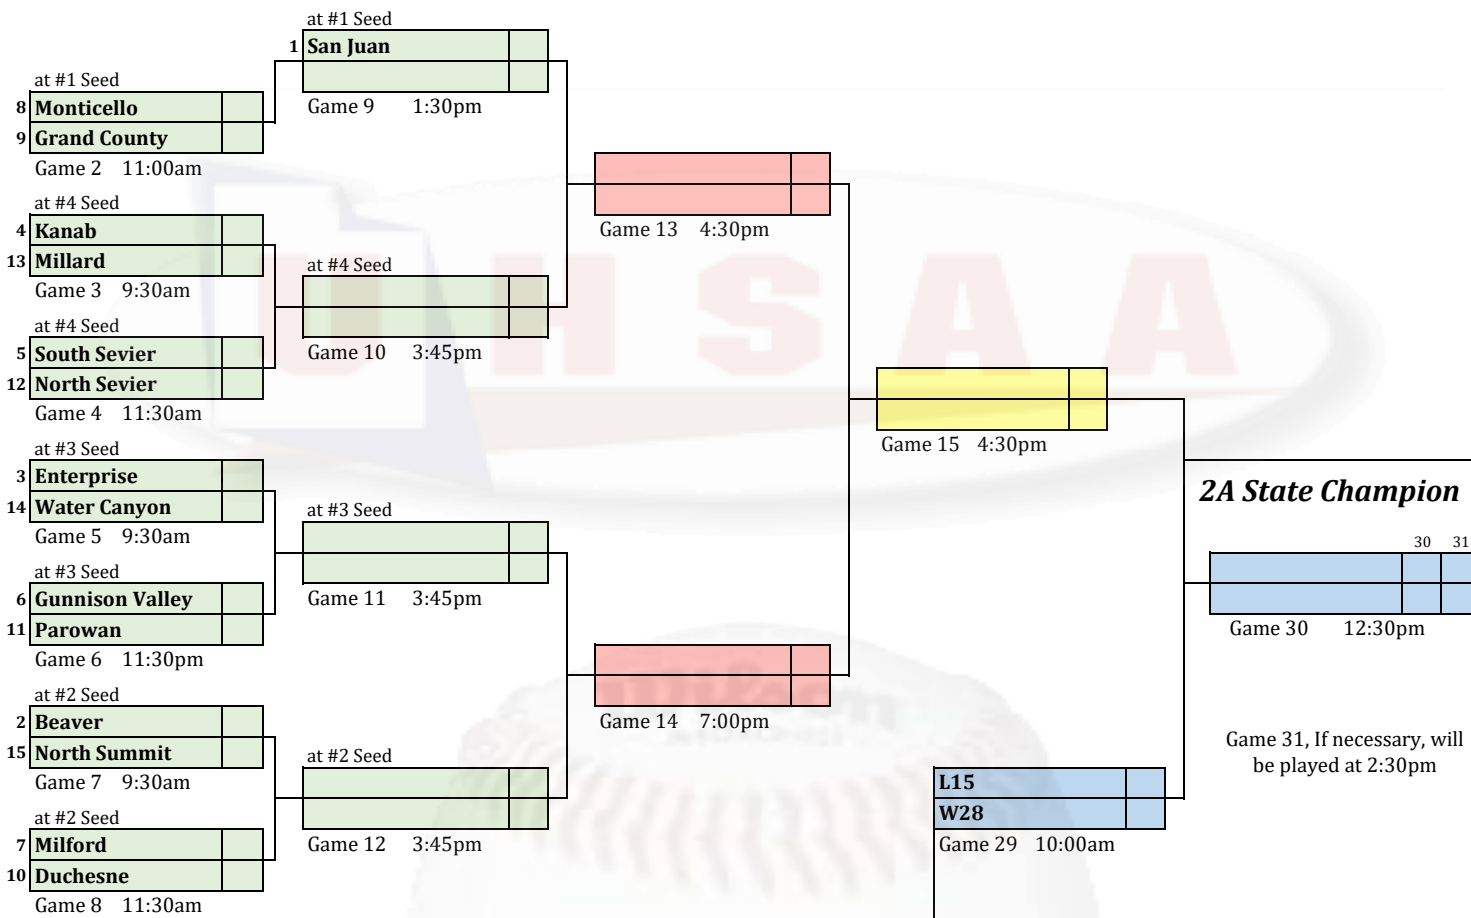 at #1 Seed
1 San Juan
Game 9 1:30pm
at #1 Seed
8 Monticello
9 Grand County
Game 2 11:00am
at #4 Seed
4 Kanab
13 Millard
Game 3 9:30am
at #4 Seed
Game 10 3:45pm
at #4 Seed
5 South Sevier
12 North Sevier
Game 4 11:30am
Game 13 4:30pm
UHSAA
Game 15 4:30pm
at #3 Seed
3 Enterprise
14 Water Canyon
Game 5 9:30am
at #3 Seed
Game 11 3:45pm
at #3 Seed
6 Gunnison Valley
11 Parowan
Game 6 11:30pm
2A State Champion
30 31
Game 30 12:30pm
Game 14 7:00pm
Wilson
at #2 Seed
2 Beaver
15 North Summit
Game 7 9:30am
at #2 Seed
Game 12 3:45pm
at #2 Seed
7 Milford
10 Duchesne
Game 8 11:30am
Game 31, If necessary, will
be played at 2:30pm
L15
W28
Game 29 10:00am